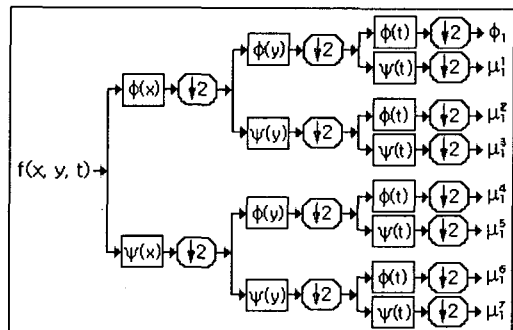 ϕ(t) ↓2 ϕ₁
ϕ(y) ↓2
ψ(t) ↓2 μ₁¹
ϕ(x) ↓2
ϕ(t) ↓2 μ₁²
ψ(y) ↓2
ψ(t) ↓2 μ₁³
f(x, y, t)
ϕ(t) ↓2 μ₁⁴
ϕ(y) ↓2
ψ(t) ↓2 μ₁⁵
ψ(x) ↓2
ϕ(t) ↓2 μ₁⁶
ψ(y) ↓2
ψ(t) ↓2 μ₁⁷